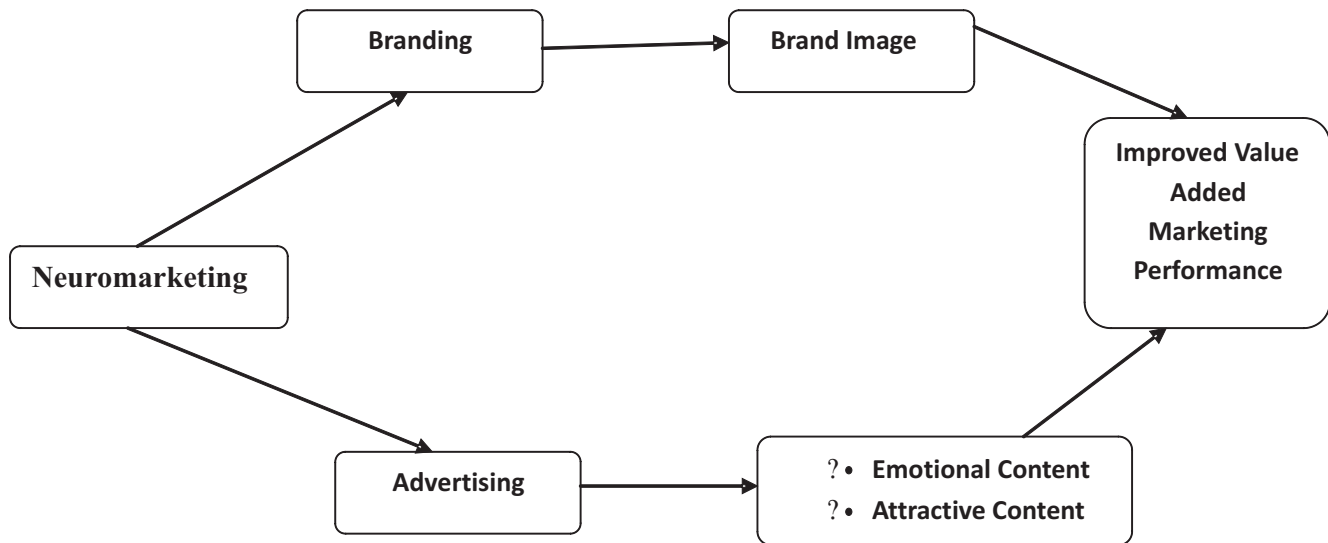 Branding
Brand Image
Improved Value
Added
Marketing
Performance
Neuromarketing
Advertising
?• Emotional Content
?• Attractive Content